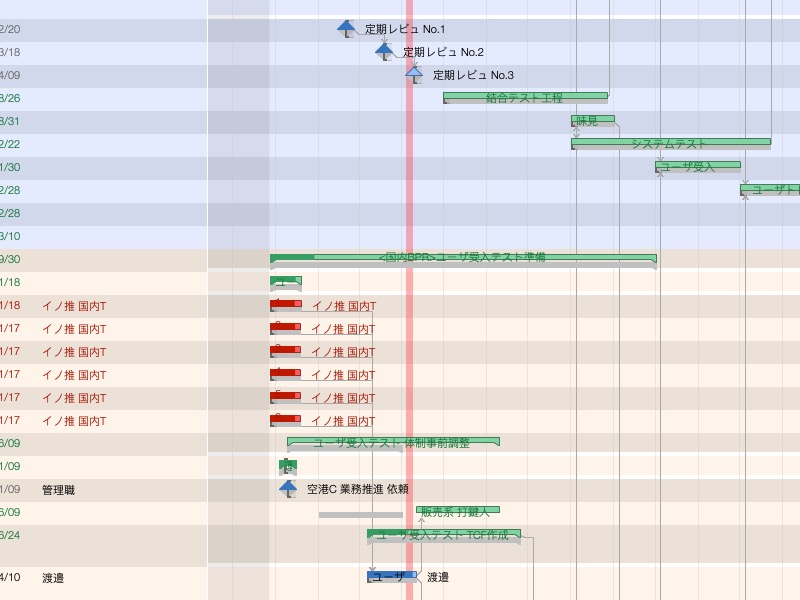 2/20 定期レビュ No.1
3/18 定期レビュ No.2
4/09 定期レビュ No.3
8/26 結合テスト工程
8/31 味見
2/22 システムテスト
1/30 ユーザ受入
2/28 ユーザト
2/28
3/10
9/30 <国内BPR>ユーザ受入テスト準備
1/18 ユ
1/18 イノ推 国内T イノ推 国内T
1/17 イノ推 国内T イノ推 国内T
1/17 イノ推 国内T イノ推 国内T
1/17 イノ推 国内T イノ推 国内T
1/17 イノ推 国内T イノ推 国内T
1/17 イノ推 国内T イノ推 国内T
6/09 ユーザ受入テスト 体制事前調整
1/09
1/09 管理職 空港C 業務推進 依頼
6/09 販売系 打鍵人
6/24 ユーザ受入テスト TCF作成
4/10 渡邉 ユーザ 渡邉